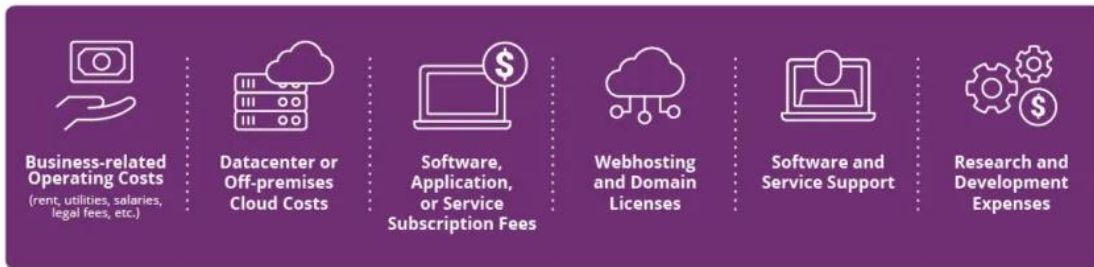 Business-related
Operating Costs
(rent, utilities, salaries,
legal fees, etc.)
Datacenter or
Off-premises
Cloud Costs
Software,
Application,
or Service
Subscription Fees
Webhosting
and Domain
Licenses
Software and
Service Support
Research and
Development
Expenses